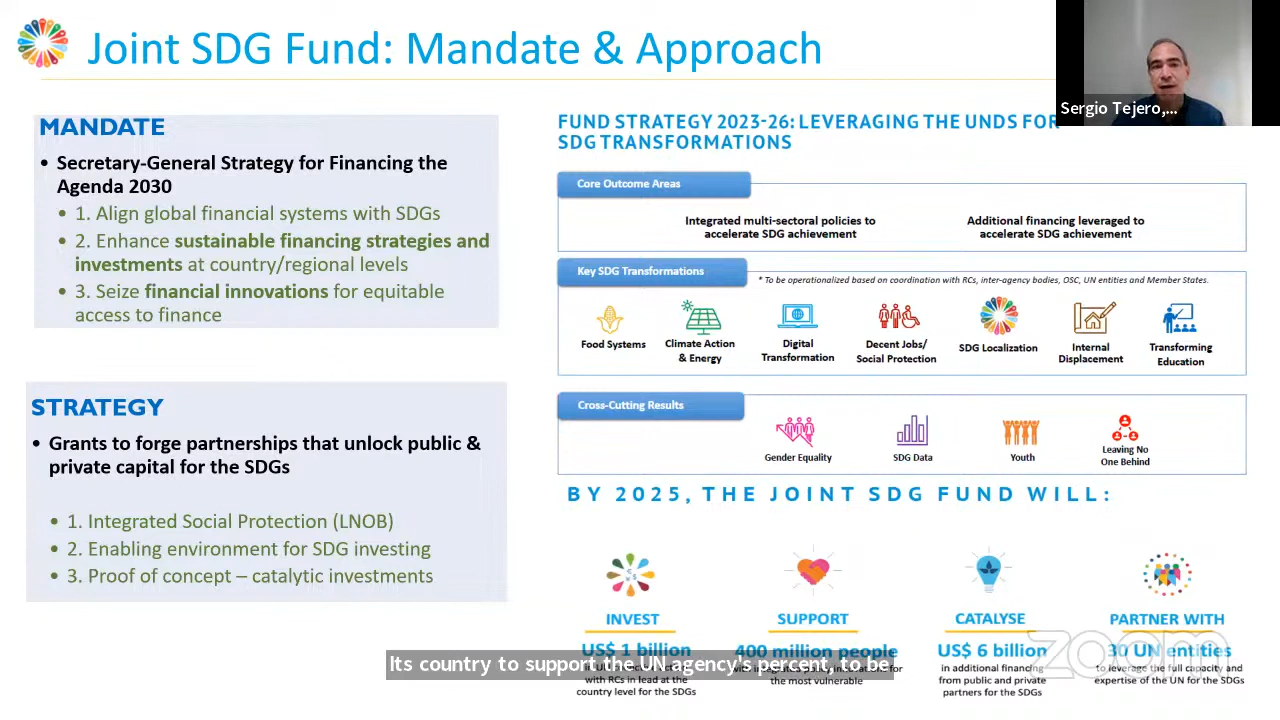 Joint SDG Fund: Mandate & Approach
Sergio Tejero,...
MANDATE
• Secretary-General Strategy for Financing the
Agenda 2030
• 1. Align global financial systems with SDGs
• 2. Enhance sustainable financing strategies and
investments at country/regional levels
• 3. Seize financial innovations for equitable
access to finance
STRATEGY
• Grants to forge partnerships that unlock public &
private capital for the SDGs
• 1. Integrated Social Protection (LNOB)
• 2. Enabling environment for SDG investing
• 3. Proof of concept – catalytic investments
FUND STRATEGY 2023-26: LEVERAGING THE UNDS FOR
SDG TRANSFORMATIONS
Core Outcome Areas
Integrated multi-sectoral policies to
accelerate SDG achievement
Additional financing leveraged to
accelerate SDG achievement
Key SDG Transformations
* To be operationalized based on coordination with RCs, inter-agency bodies, OSC, UN entities and Member States.
Food Systems
Climate Action
& Energy
Digital
Transformation
Decent Jobs/
Social Protection
SDG Localization
Internal
Displacement
Transforming
Education
Cross-Cutting Results
Gender Equality
SDG Data
Youth
Leaving No
One Behind
BY 2025, THE JOINT SDG FUND WILL:
INVEST
US$ 1 billion
with RCs in lead at the
country level for the SDGs
SUPPORT
400 million people
for
the most vulnerable
CATALYSE
US$ 6 billion
in additional financing
from public and private
partners for the SDGs
PARTNER WITH
30 UN entities
to leverage the full capacity and
expertise of the UN for the SDGs
Its country to support the UN agency's percent, to be
zoom